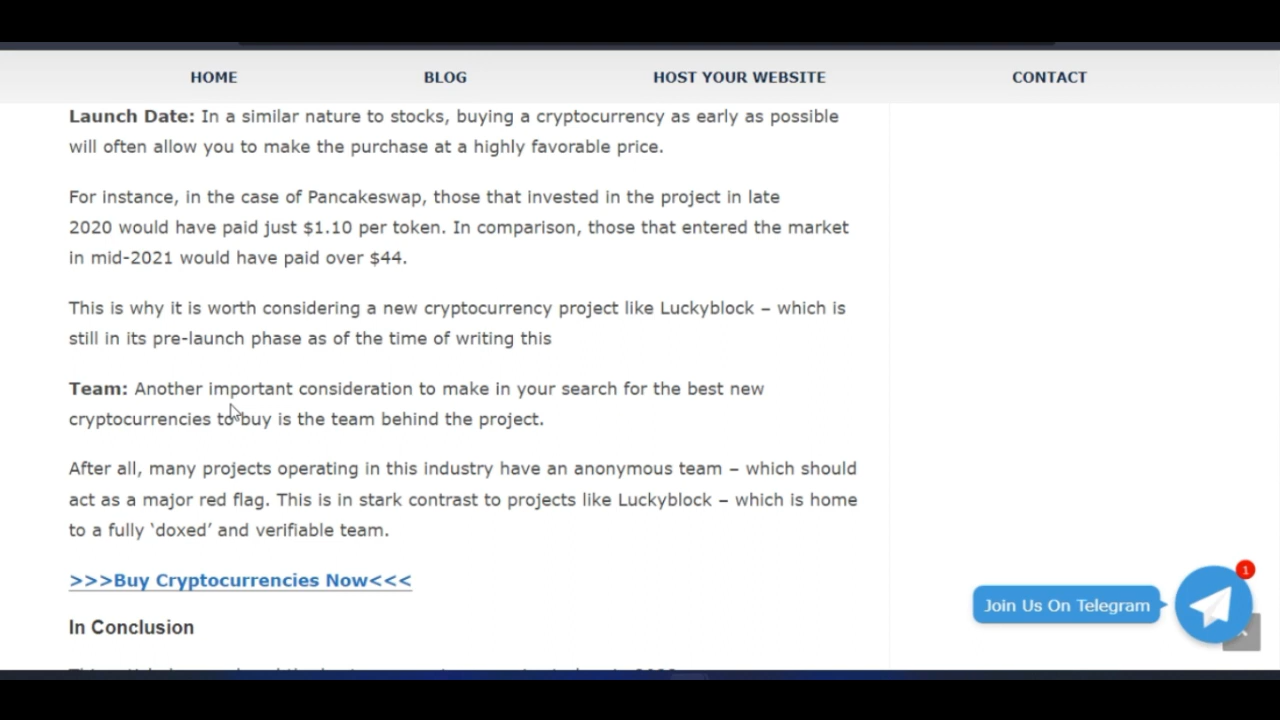 HOME BLOG HOST YOUR WEBSITE CONTACT
Launch Date: In a similar nature to stocks, buying a cryptocurrency as early as possible
will often allow you to make the purchase at a highly favorable price.
For instance, in the case of Pancakeswap, those that invested in the project in late
2020 would have paid just $1.10 per token. In comparison, those that entered the market
in mid-2021 would have paid over $44.
This is why it is worth considering a new cryptocurrency project like Luckyblock – which is
still in its pre-launch phase as of the time of writing this
Team: Another important consideration to make in your search for the best new
cryptocurrencies to buy is the team behind the project.
After all, many projects operating in this industry have an anonymous team – which should
act as a major red flag. This is in stark contrast to projects like Luckyblock – which is home
to a fully ‘doxed’ and verifiable team.
>>>Buy Cryptocurrencies Now<<<
1
Join Us On Telegram
In Conclusion